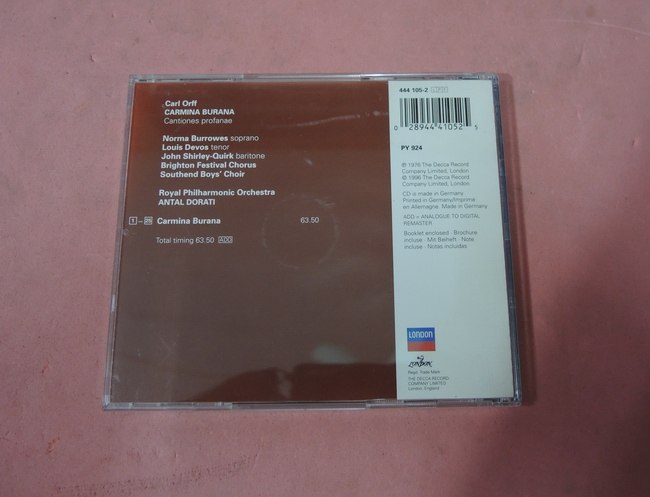 Carl Orff
CARMINA BURANA
Cantiones profanae
Norma Burrowes soprano
Louis Devos tenor
John Shirley-Quirk baritone
Brighton Festival Chorus
Southend Boys' Choir
Royal Philharmonic Orchestra
ANTAL DORATI
1 – 25 Carmina Burana 63.50
Total timing 63.50 ADD
444 105-2
0 28944 41052 5
PY 924
℗ 1976 The Decca Record
Company Limited, London
© 1996 The Decca Record
Company Limited, London
CD is made in Germany
Printed in Germany/Imprimé
en Allemagne. Made in Germany
ADD = ANALOGUE TO DIGITAL
REMASTER
Booklet enclosed · Brochure
incluse · Mit Beiheft · Note
incluse · Notas incluidas
LONDON
LONDON
Regd. Trade Mark
THE DECCA RECORD
COMPANY LIMITED
London, England